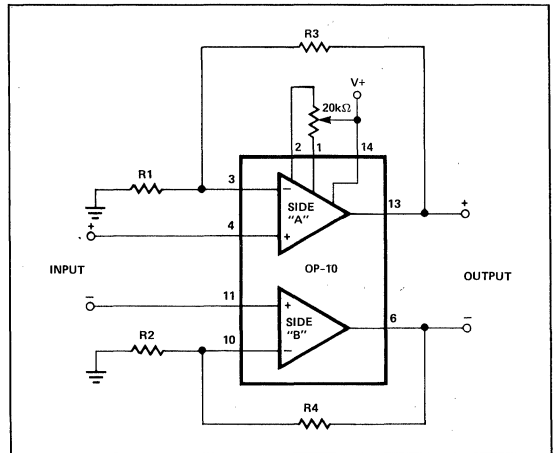 R3
V+
20kΩ
2 1 14
R1
3
−
SIDE
"A"
13
+
+
4
+
INPUT
OP-10
OUTPUT
−
11
+
SIDE
"B"
6
−
R2
10
−
R4